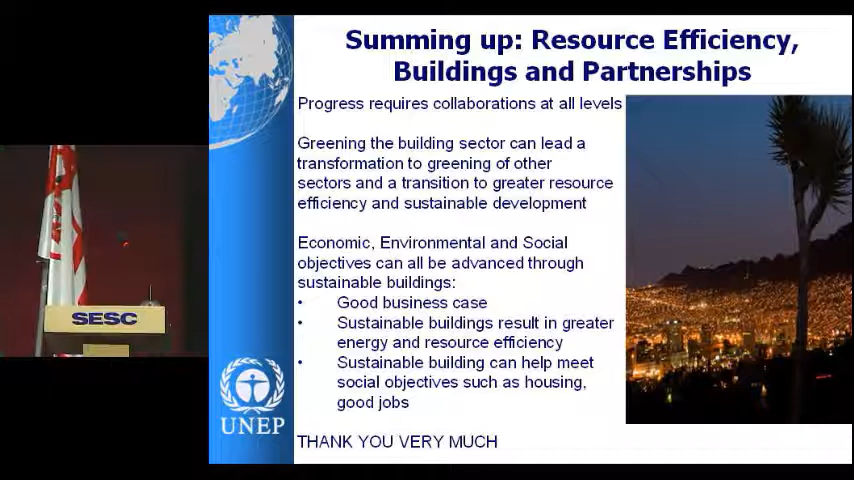 Summing up: Resource Efficiency,
Buildings and Partnerships
Progress requires collaborations at all levels
Greening the building sector can lead a
transformation to greening of other
sectors and a transition to greater resource
efficiency and sustainable development
Economic, Environmental and Social
objectives can all be advanced through
sustainable buildings:
• Good business case
• Sustainable buildings result in greater
energy and resource efficiency
• Sustainable building can help meet
social objectives such as housing,
good jobs
THANK YOU VERY MUCH
UNEP
SESC